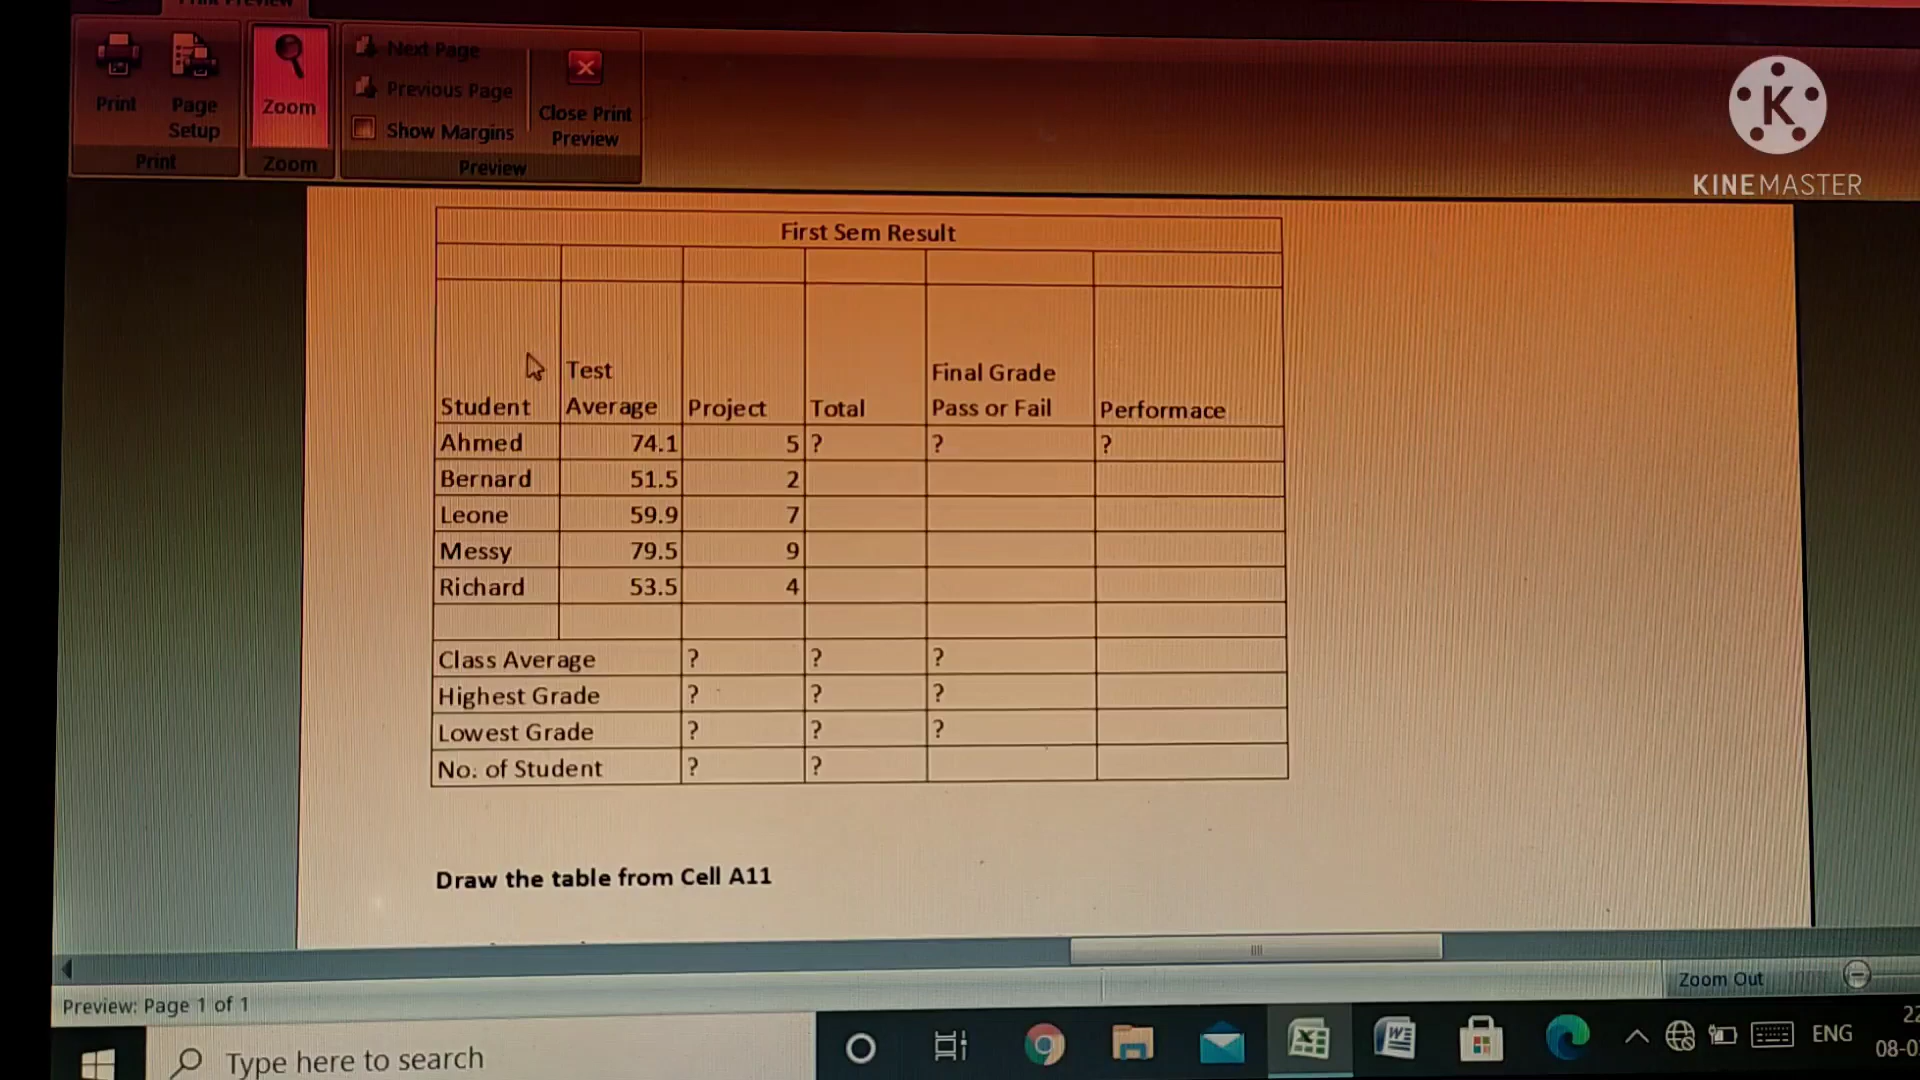 Print Preview
Print
Page Setup
Print
Zoom
Zoom
Next Page
Previous Page
Show Margins
Close Print Preview
Preview
KINEMASTER
First Sem Result
Student Test Average Project Total Final Grade Pass or Fail Performace
Ahmed 74.1 5 ? ? ?
Bernard 51.5 2
Leone 59.9 7
Messy 79.5 9
Richard 53.5 4
Class Average ? ? ?
Highest Grade ? ? ?
Lowest Grade ? ? ?
No. of Student ? ?
Draw the table from Cell A11
Zoom Out
Preview: Page 1 of 1
Type here to search
ENG